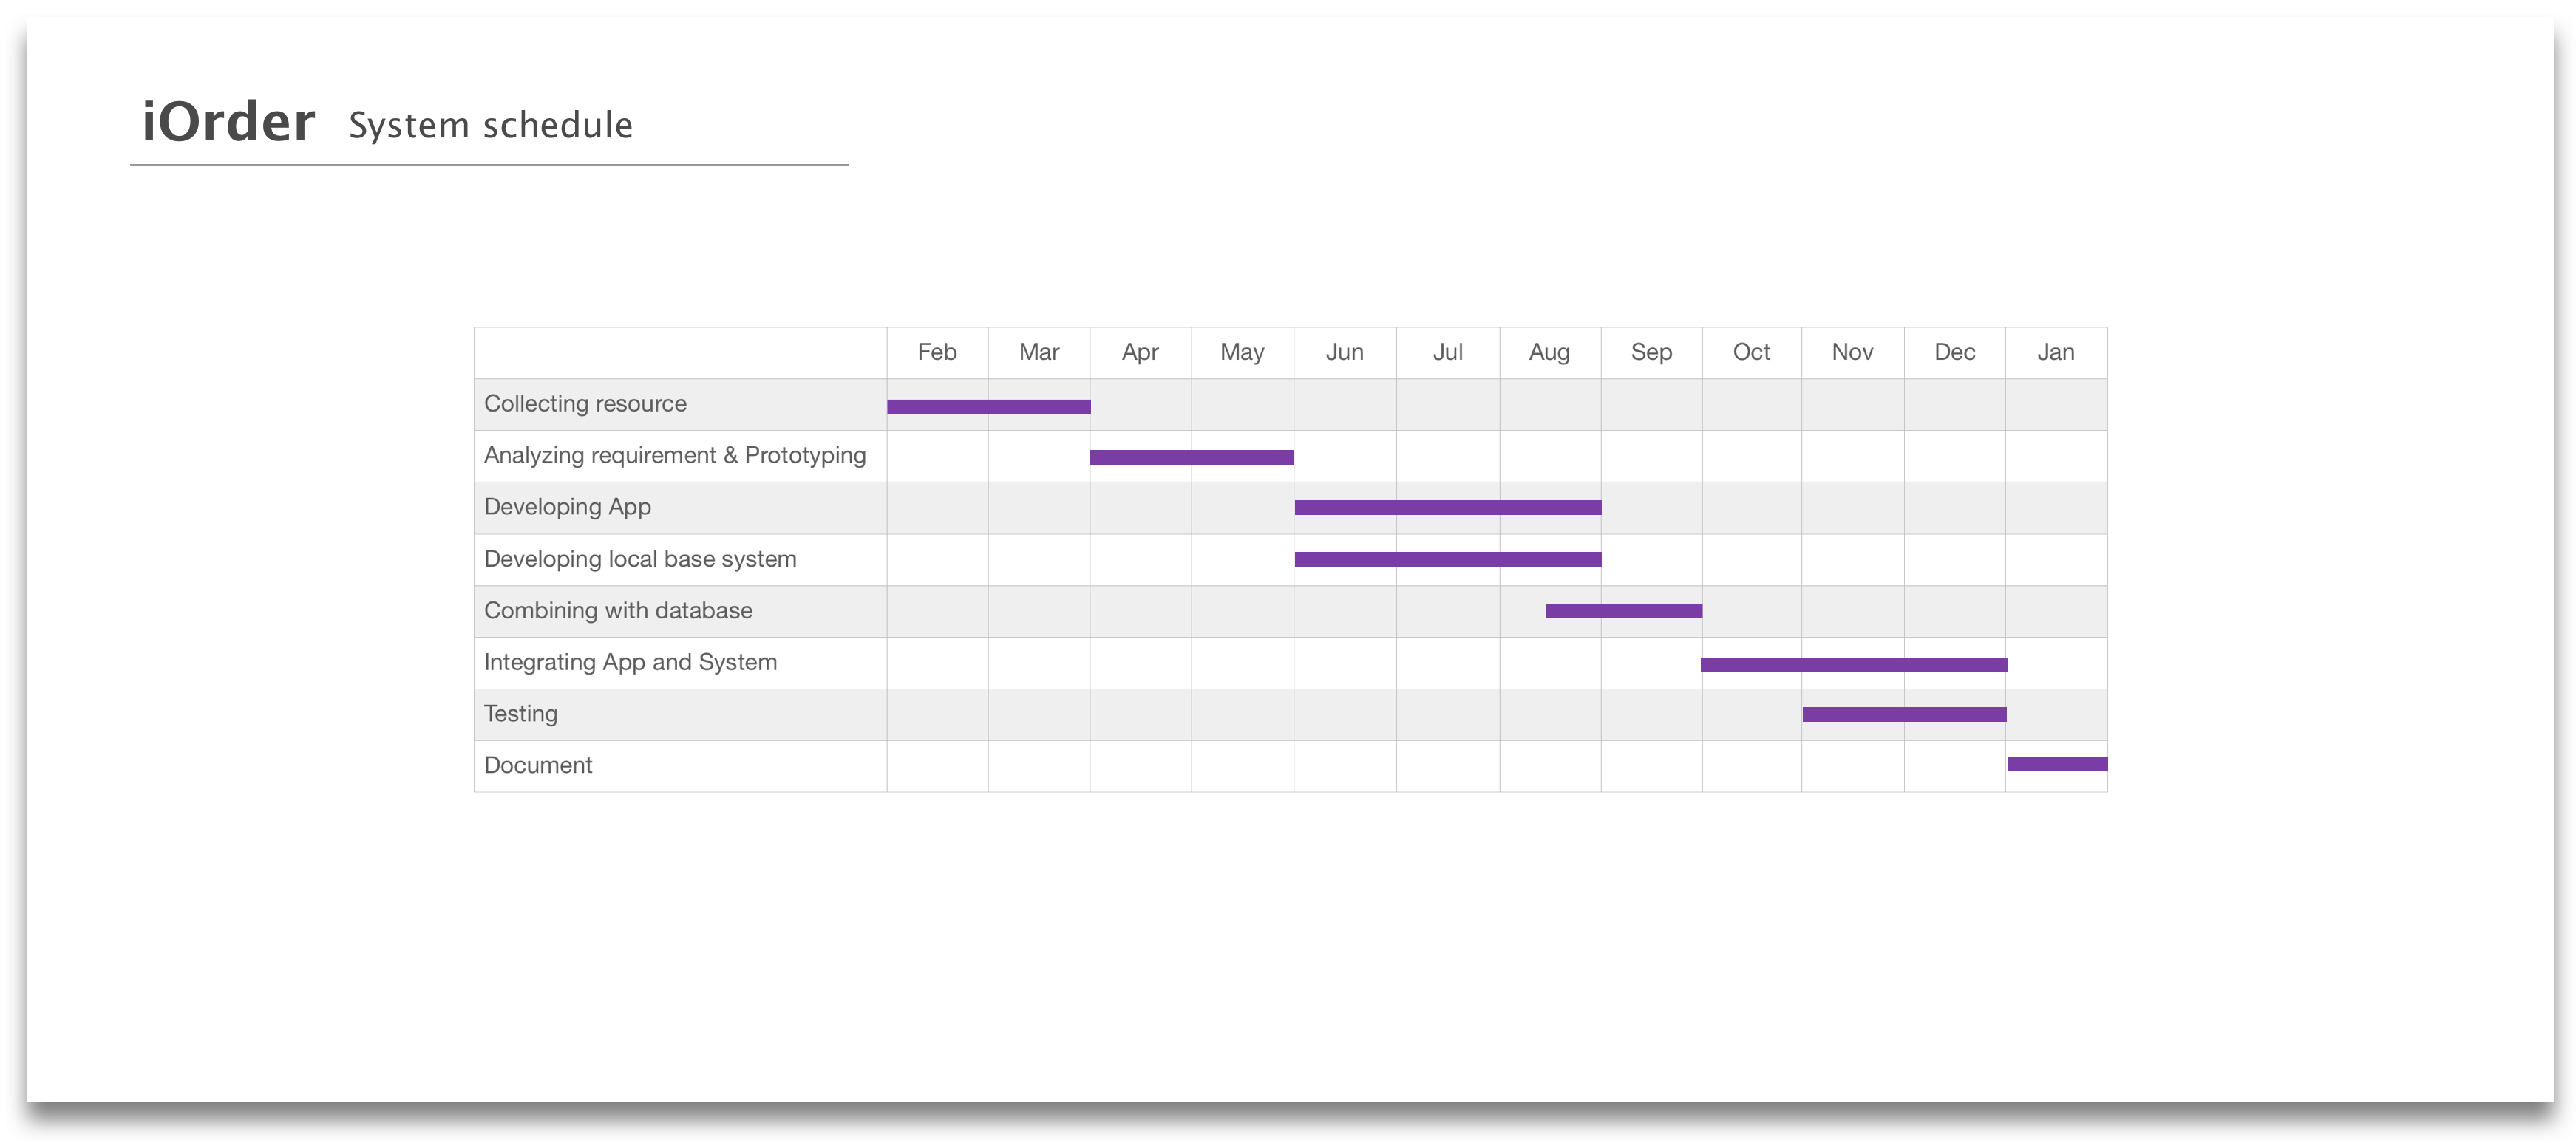 iOrder System schedule
Feb Mar Apr May Jun Jul Aug Sep Oct Nov Dec Jan
Collecting resource
Analyzing requirement & Prototyping
Developing App
Developing local base system
Combining with database
Integrating App and System
Testing
Document